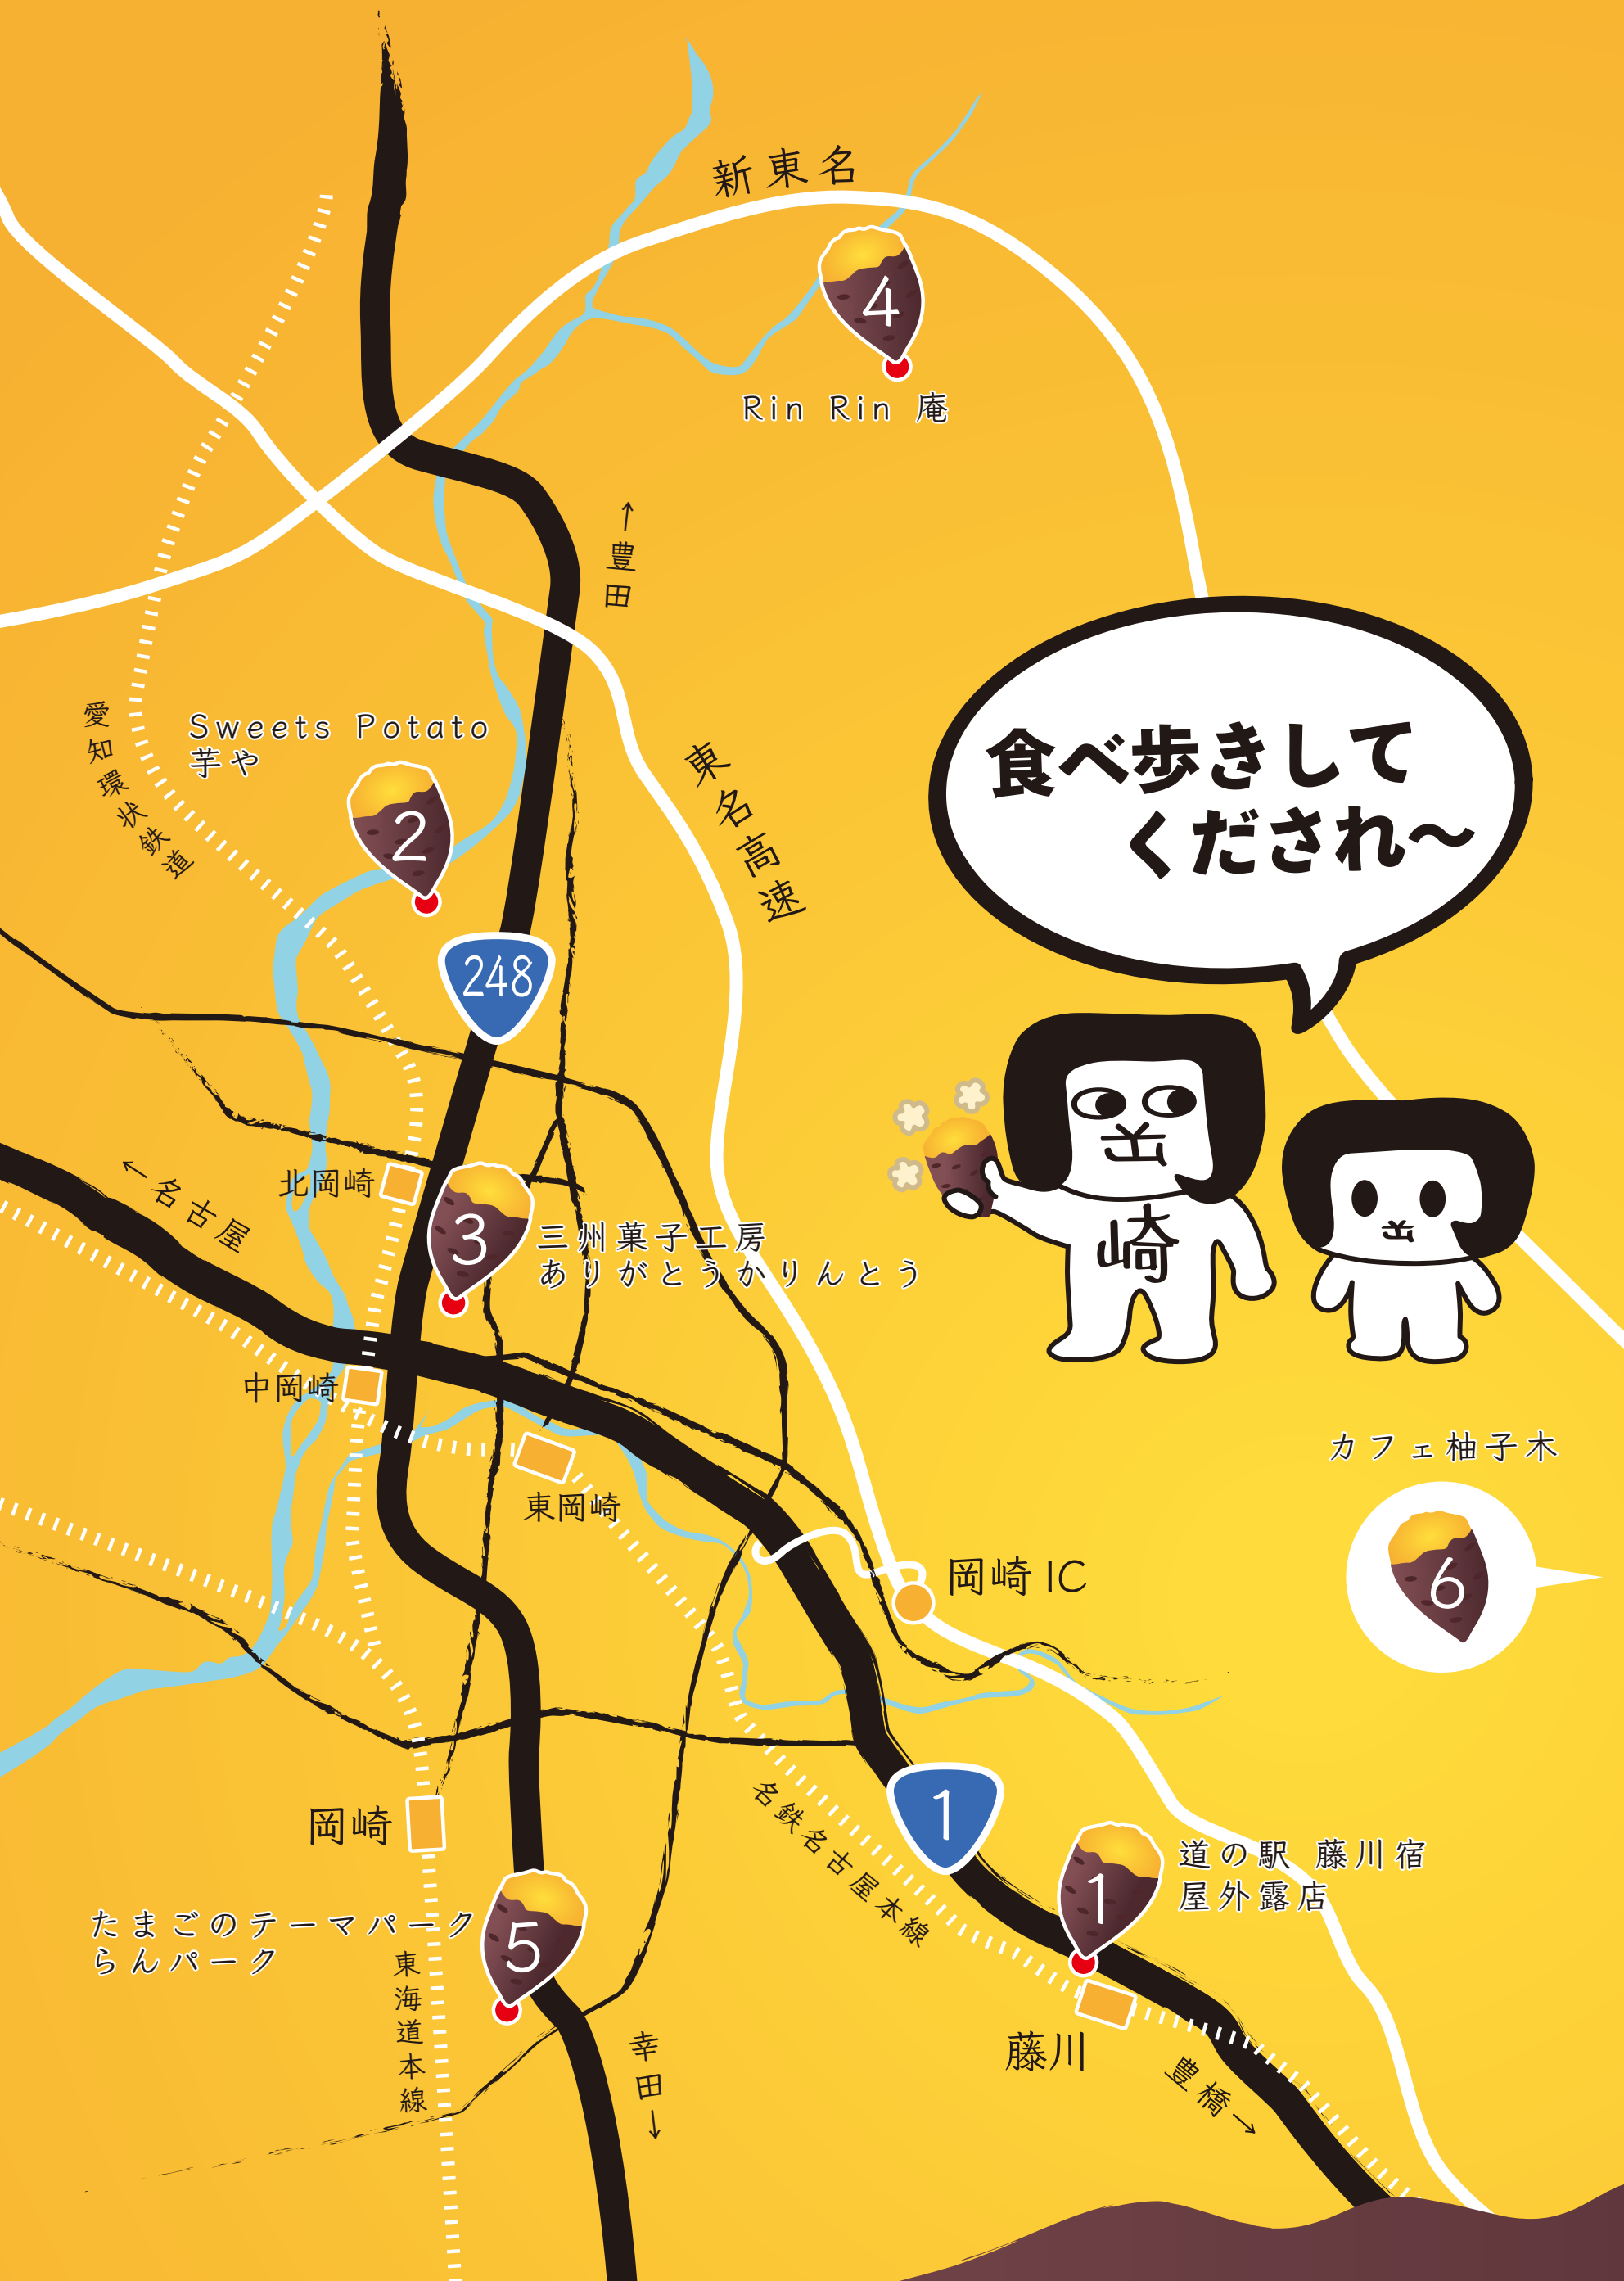 新東名
4
Rin Rin 庵
↑豊田
食べ歩きして
くだされ〜
Sweets Potato
芋や
2
愛知環状鉄道
東名高速
248
北岡崎
←名古屋
3
三州菓子工房
ありがとうかりんとう
崎
中岡崎
東岡崎
岡崎IC
カフェ柚子木
6
岡崎
1
名鉄名古屋本線
1
道の駅 藤川宿
屋外露店
5
たまごのテーマパーク
らんパーク
東海道本線
幸田↓
藤川
豊橋→